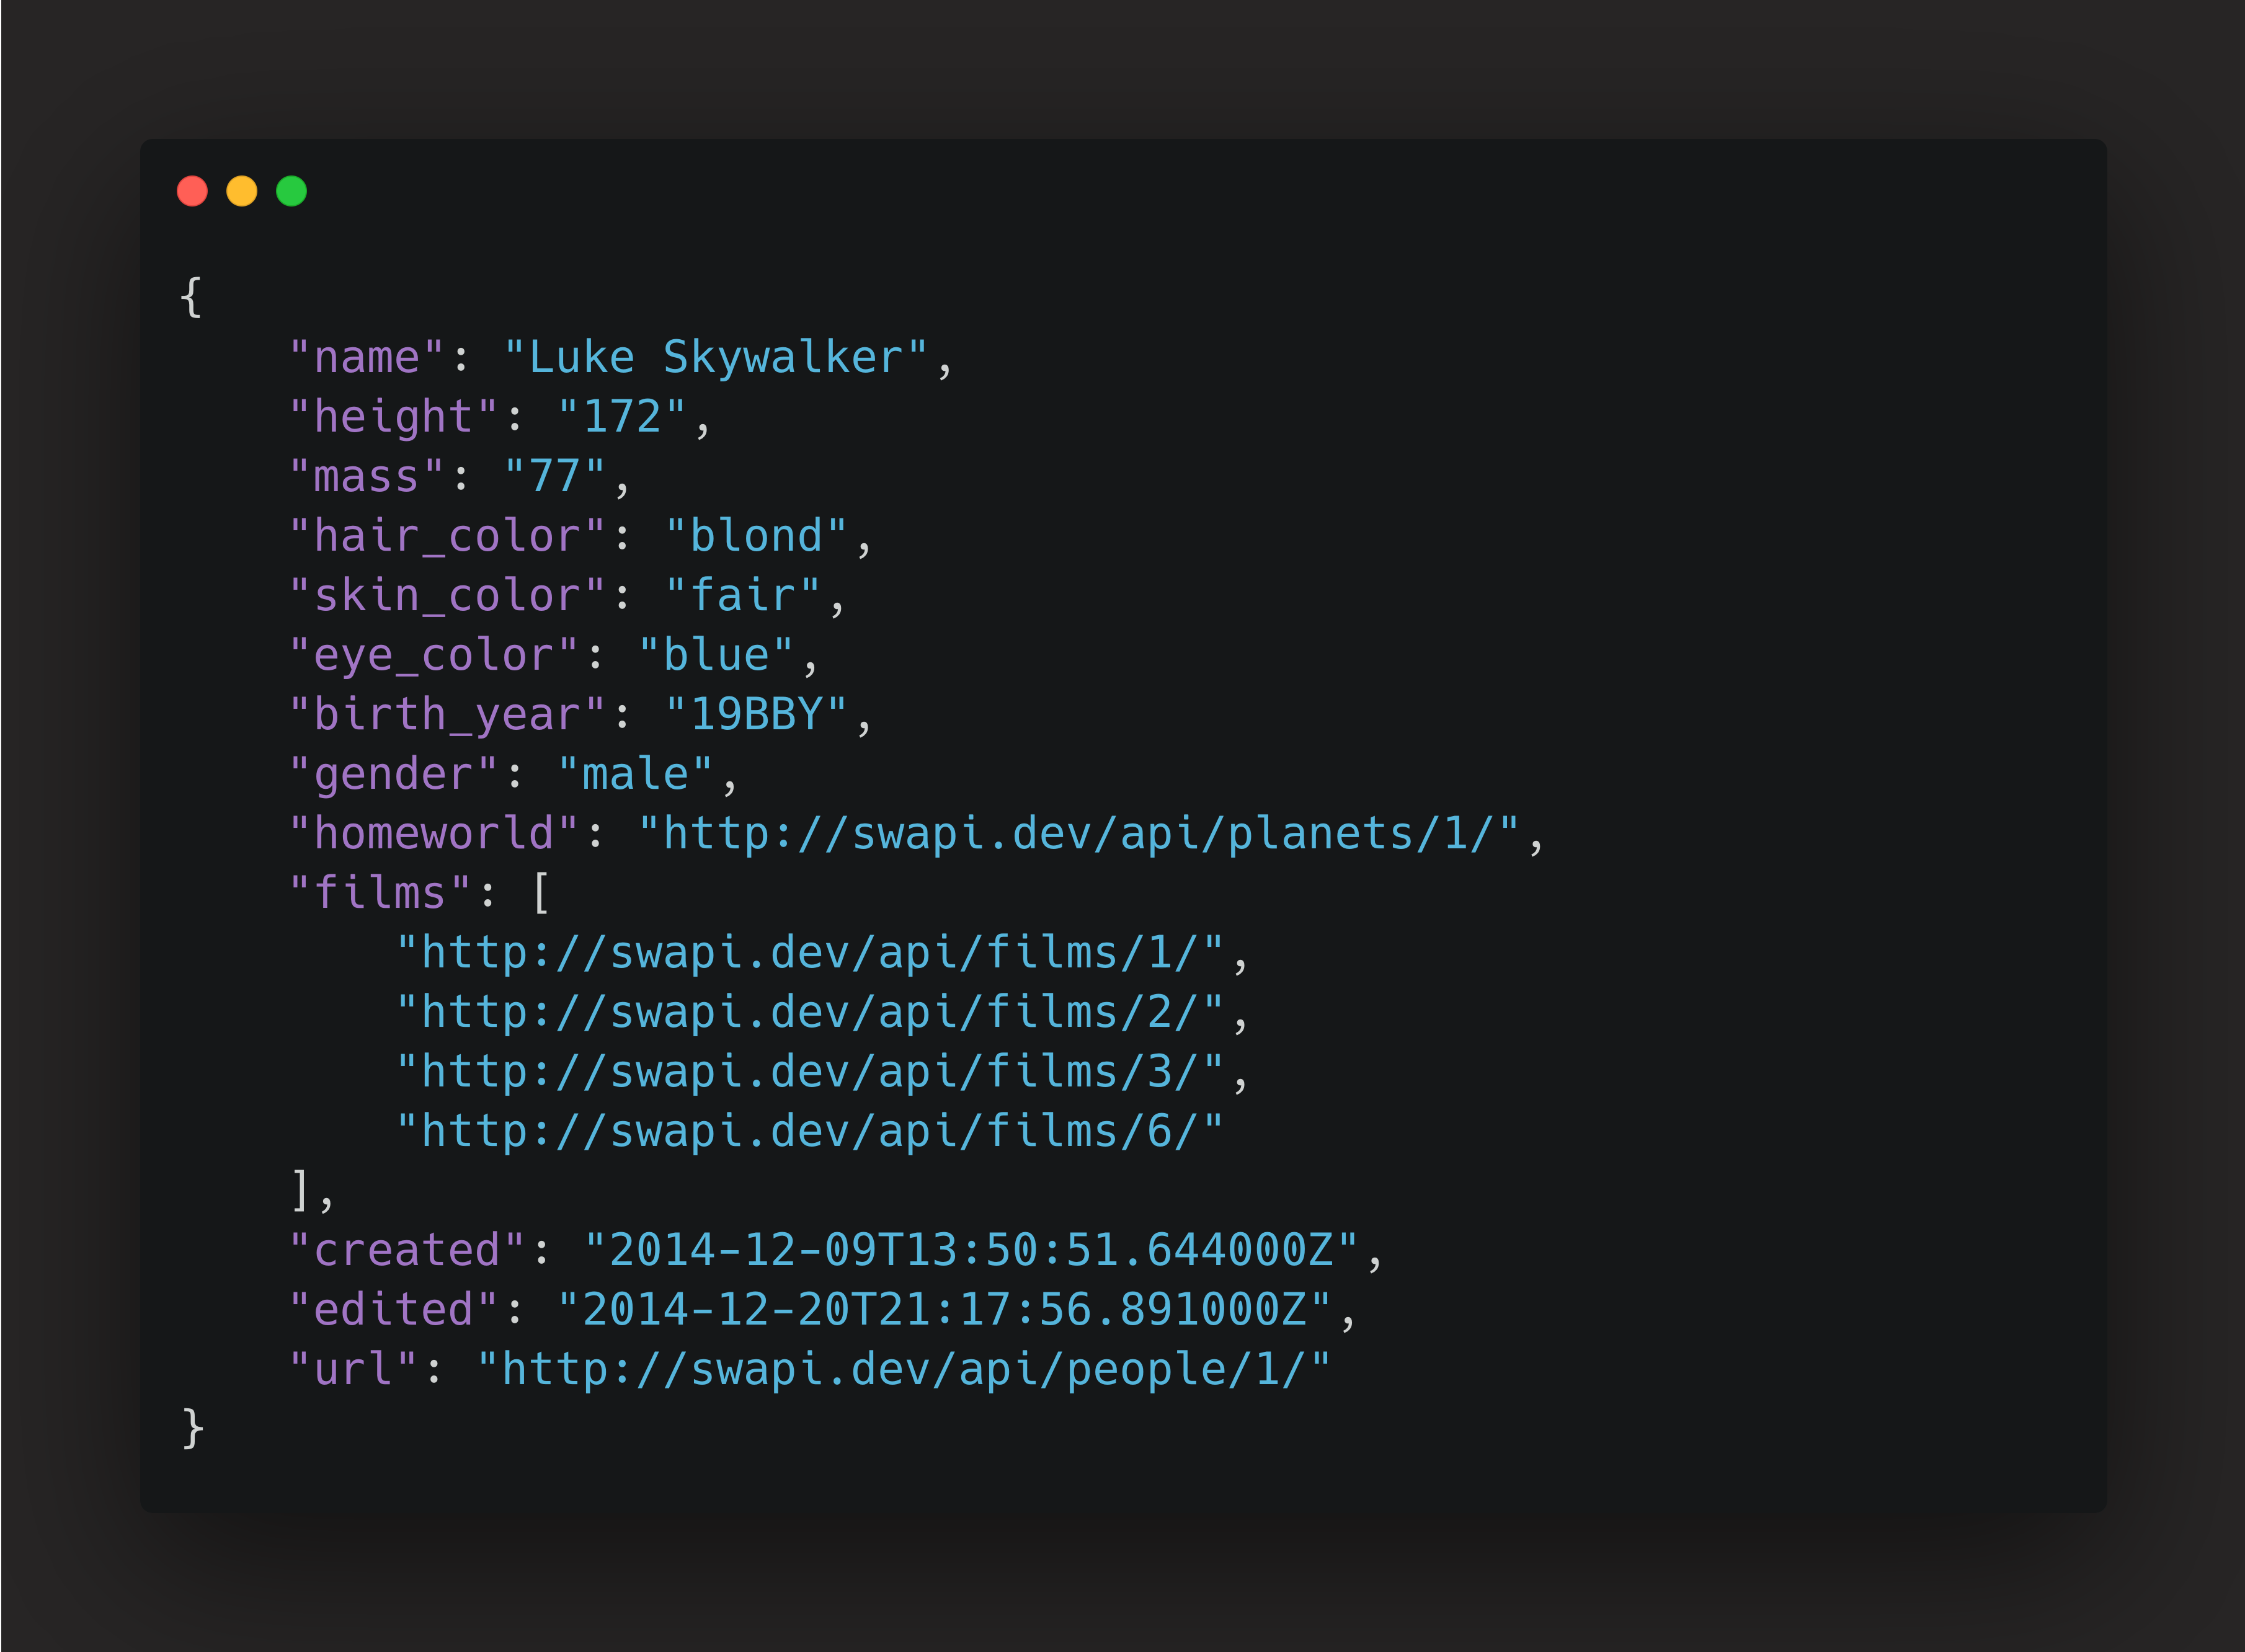 {
    "name": "Luke Skywalker",
    "height": "172",
    "mass": "77",
    "hair_color": "blond",
    "skin_color": "fair",
    "eye_color": "blue",
    "birth_year": "19BBY",
    "gender": "male",
    "homeworld": "http://swapi.dev/api/planets/1/",
    "films": [
        "http://swapi.dev/api/films/1/",
        "http://swapi.dev/api/films/2/",
        "http://swapi.dev/api/films/3/",
        "http://swapi.dev/api/films/6/"
    ],
    "created": "2014-12-09T13:50:51.644000Z",
    "edited": "2014-12-20T21:17:56.891000Z",
    "url": "http://swapi.dev/api/people/1/"
}